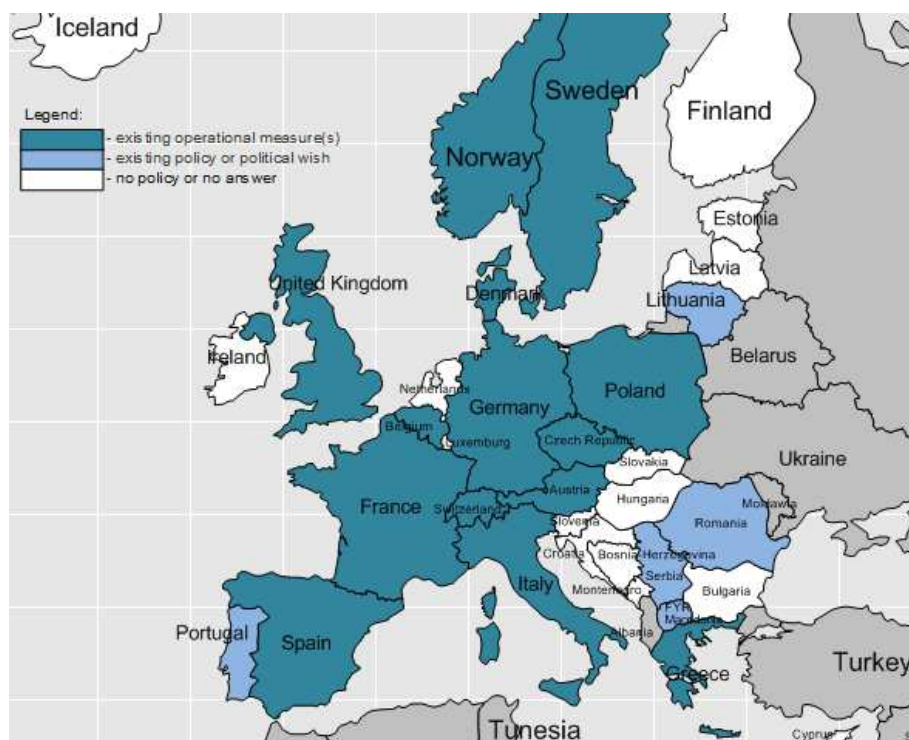 Iceland
Legend:
- existing operational measure(s)
- existing policy or political wish
- no policy or no answer
Sweden
Finland
Norway
Estonia
Latvia
Lithuania
United Kingdom
Denmark
Ireland
Belarus
Netherlands
Germany
Poland
Belgium
Luxemburg
Czech Republic
Ukraine
Slovakia
Austria
Hungaria
France
Switzerland
Moldawia
Romania
Slovenia
Croatia
Bosnia
Herzegovina
Serbia
Italy
Montenegro
Bulgaria
FYR
Macedonia
Portugal
Spain
Albania
Greece
Turkey
Tunesia
Cyprus